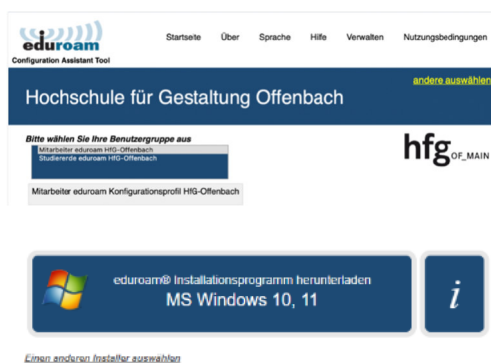 eduroam
Startseite Über Sprache Hilfe Verwalten Nutzungsbedingungen
Configuration Assistant Tool
andere auswählen
Hochschule für Gestaltung Offenbach
Bitte wählen Sie Ihre Benutzergruppe aus
Mitarbeiter eduroam HfG-Offenbach
Studierende eduroam HfG-Offenbach
hfg OF_MAIN
Mitarbeiter eduroam Konfigurationsprofil HfG-Offenbach
eduroam® Installationsprogramm herunterladen
MS Windows 10, 11
i
Einen anderen Installer auswählen